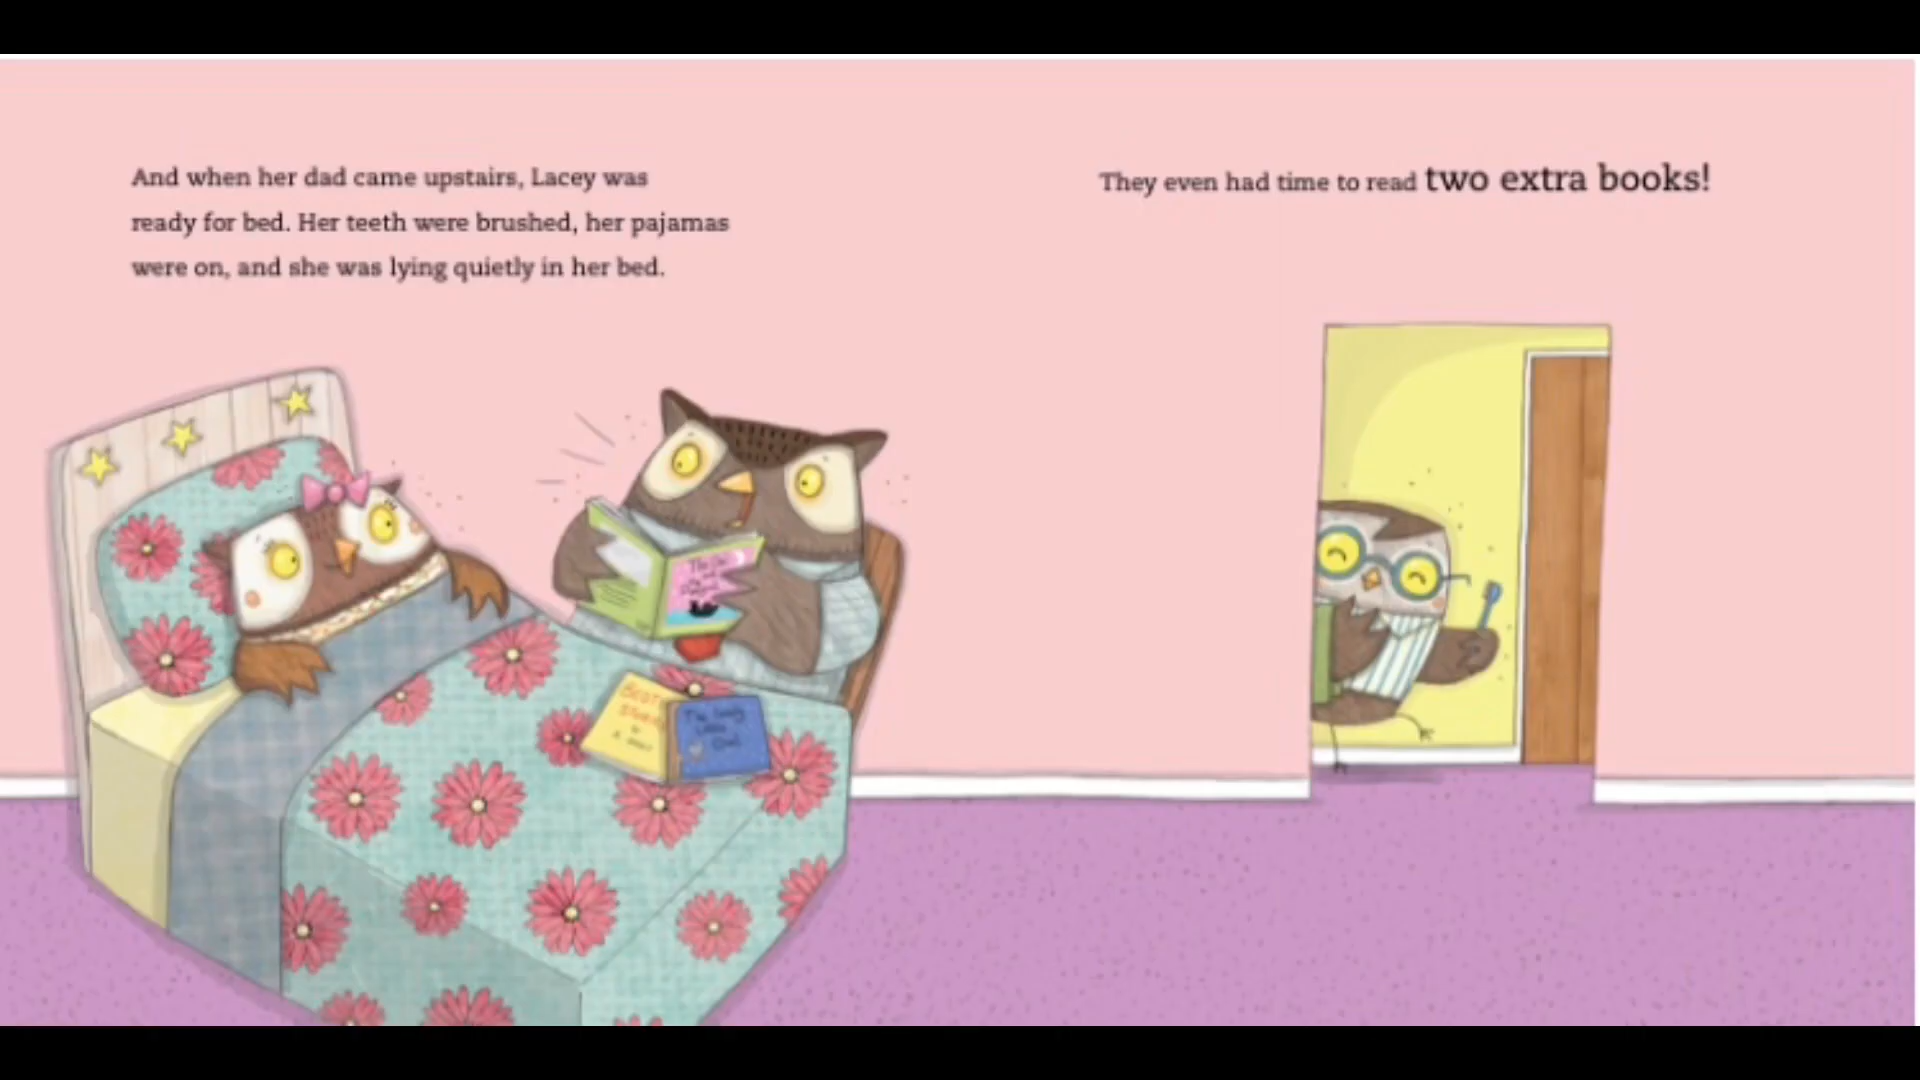 And when her dad came upstairs, Lacey was
ready for bed. Her teeth were brushed, her pajamas
were on, and she was lying quietly in her bed.
They even had time to read two extra books!